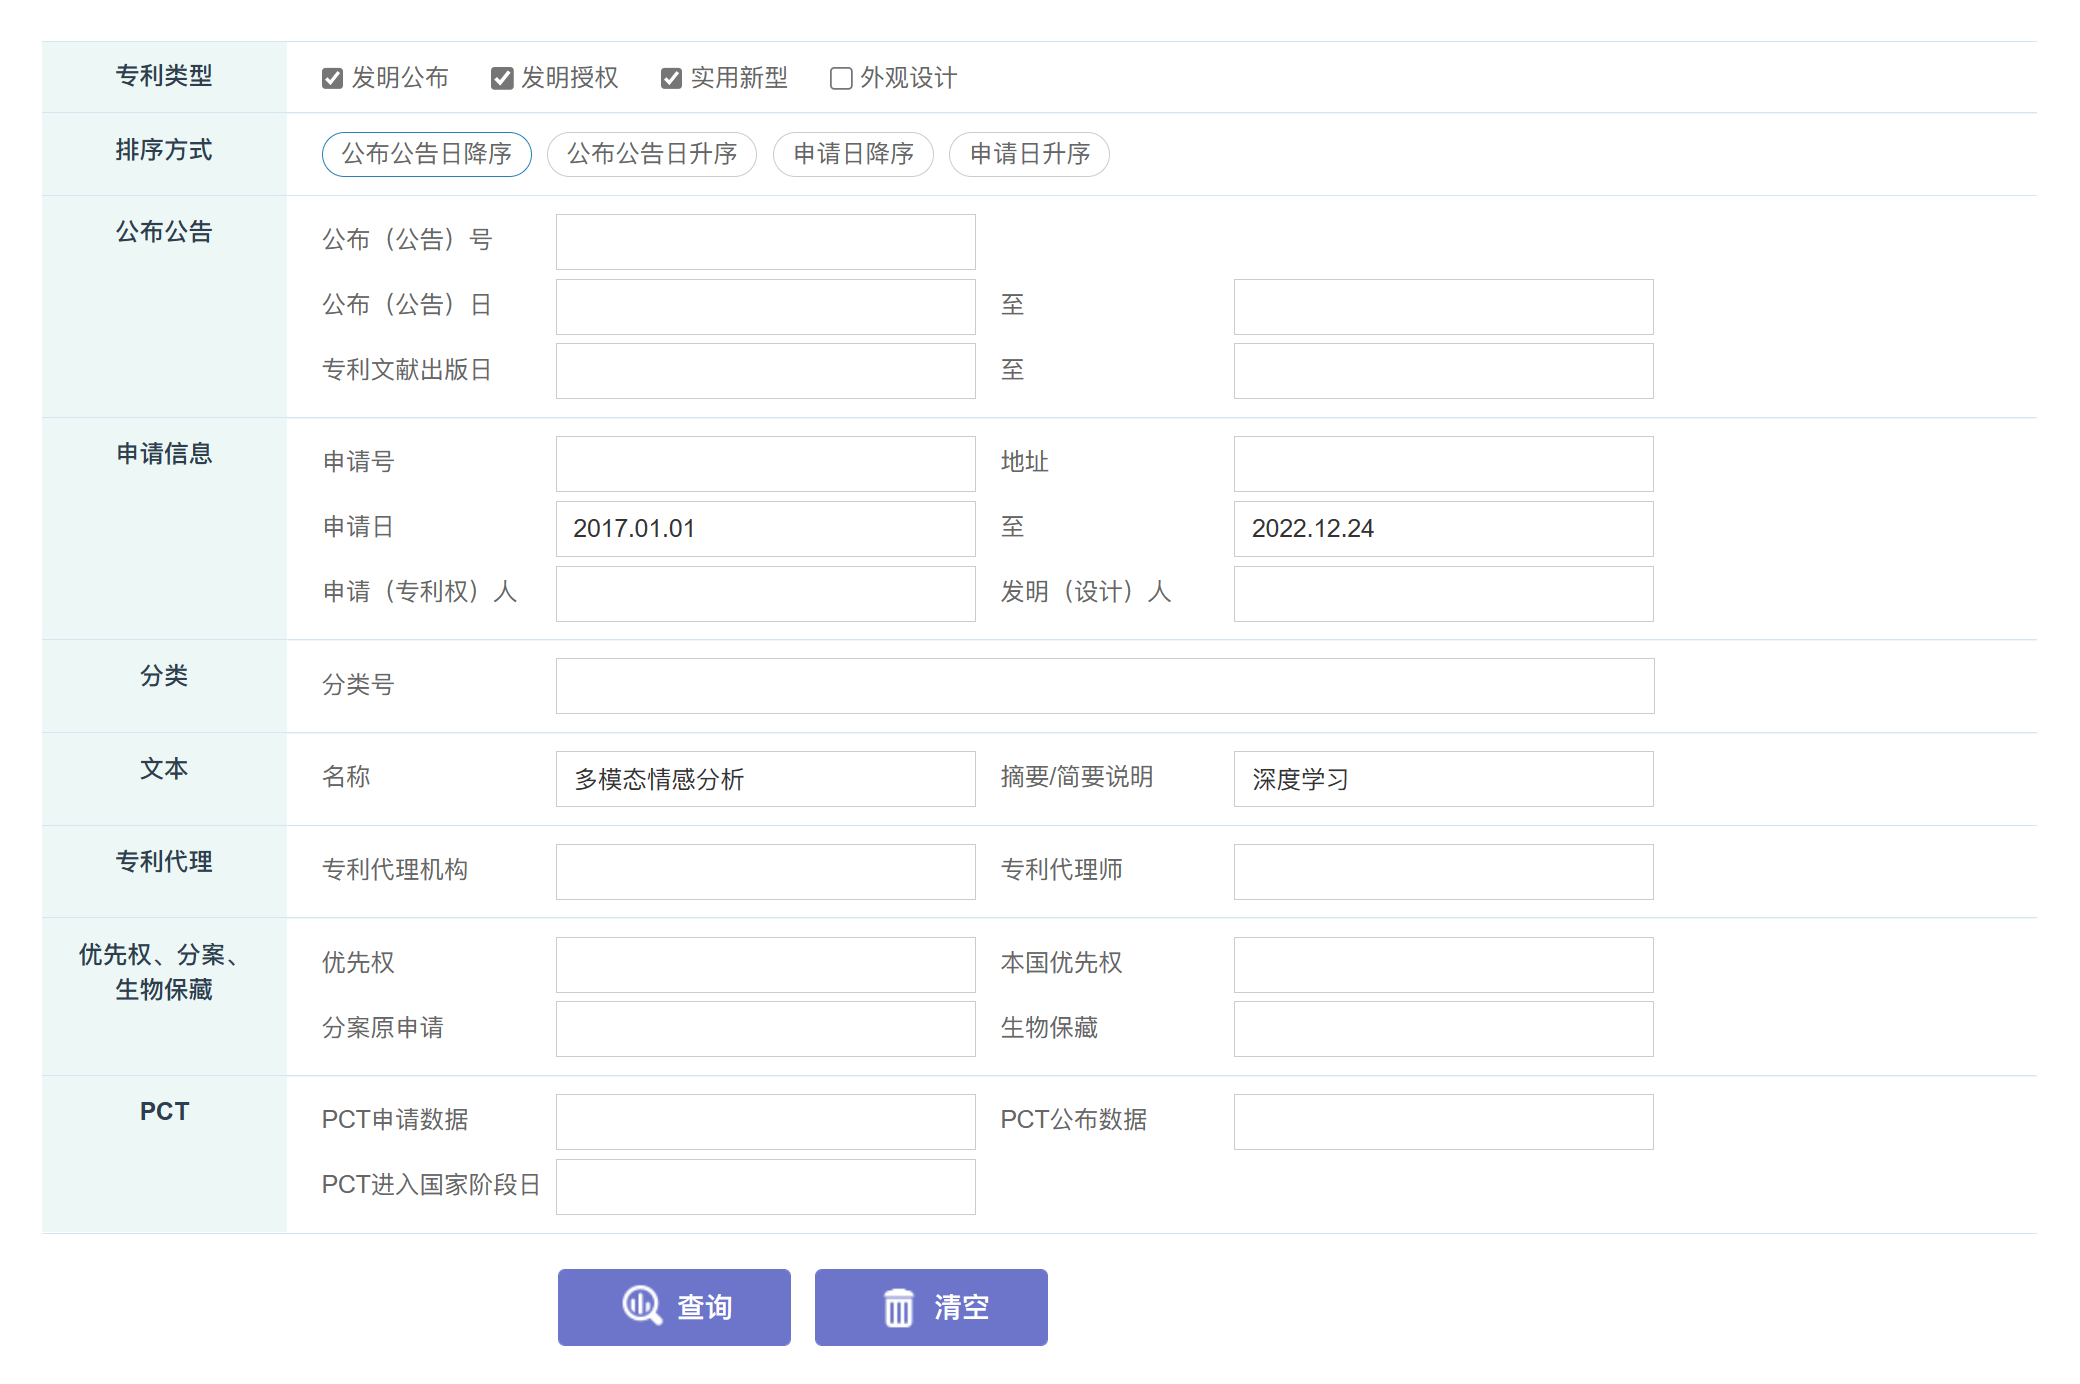 专利类型 发明公布 发明授权 实用新型 外观设计
排序方式 公布公告日降序 公布公告日升序 申请日降序 申请日升序
公布公告 公布（公告）号
公布（公告）日 至
专利文献出版日 至
申请信息 申请号 地址
申请日 2017.01.01 至 2022.12.24
申请（专利权）人 发明（设计）人
分类 分类号
文本 名称 多模态情感分析 摘要/简要说明 深度学习
专利代理 专利代理机构 专利代理师
优先权、分案、
生物保藏
优先权 本国优先权
分案原申请 生物保藏
PCT PCT申请数据 PCT公布数据
PCT进入国家阶段日
查询 清空